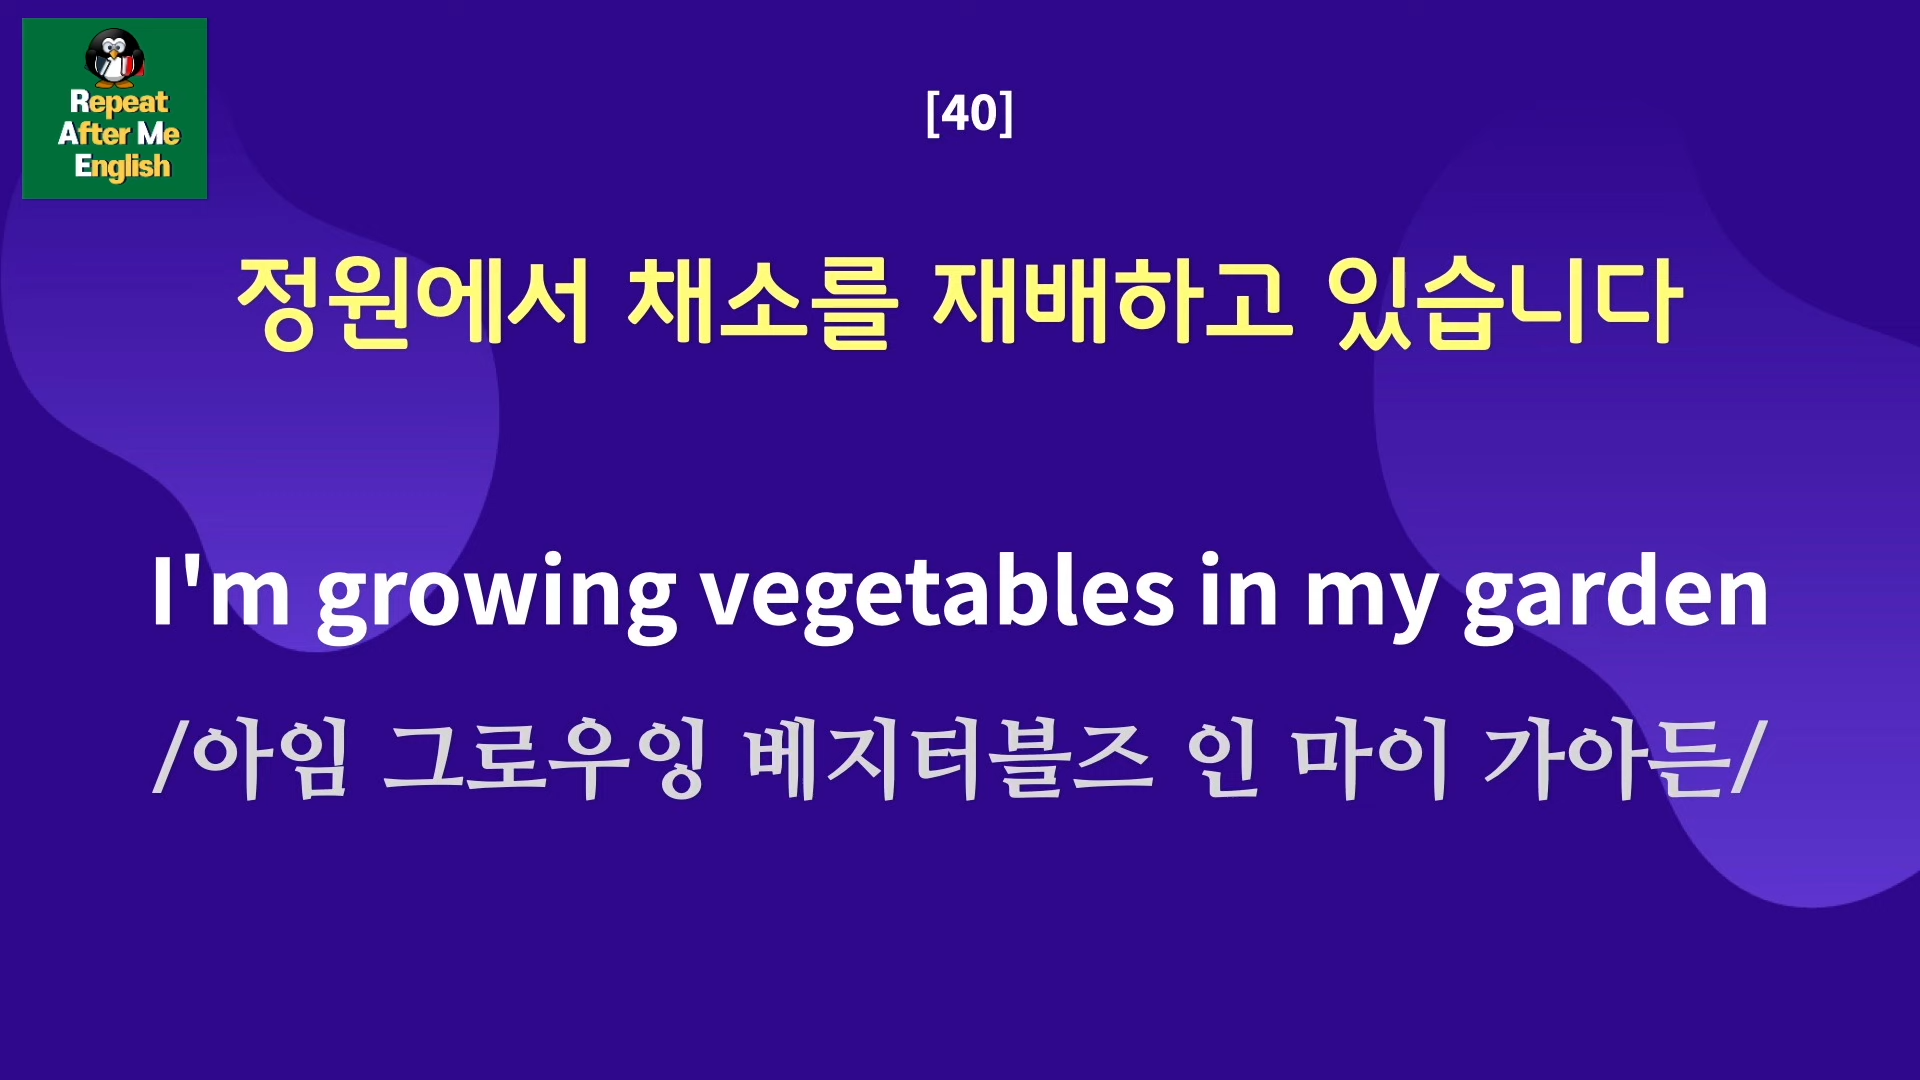 Repeat
After Me
English
[40]
정원에서 채소를 재배하고 있습니다
I'm growing vegetables in my garden
/아임 그로우잉 베지터블즈 인 마이 가아든/